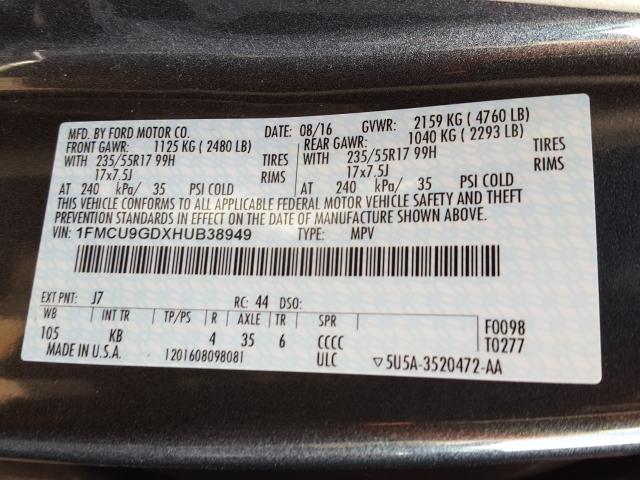 MFD. BY FORD MOTOR CO. DATE: 08/16 GVWR: 2159 KG ( 4760 LB)
FRONT GAWR: 1125 KG ( 2480 LB) REAR GAWR: 1040 KG ( 2293 LB)
WITH 235/55R17 99H TIRES WITH 235/55R17 99H TIRES
17x7.5J RIMS 17x7.5J RIMS
AT 240 kPa/ 35 PSI COLD AT 240 kPa/ 35 PSI COLD
THIS VEHICLE CONFORMS TO ALL APPLICABLE FEDERAL MOTOR VEHICLE SAFETY AND THEFT
PREVENTION STANDARDS IN EFFECT ON THE DATE OF MANUFACTURE SHOWN ABOVE.
VIN: 1FMCU9GDXHUB38949 TYPE: MPV
EXT PNT: J7 RC: 44 DSO:
WB INT TR TP/PS R AXLE TR SPR F0098
105 KB 4 35 6 CCCC T0277
MADE IN U.S.A. 1201608098081 ULC ▽5U5A-3520472-AA